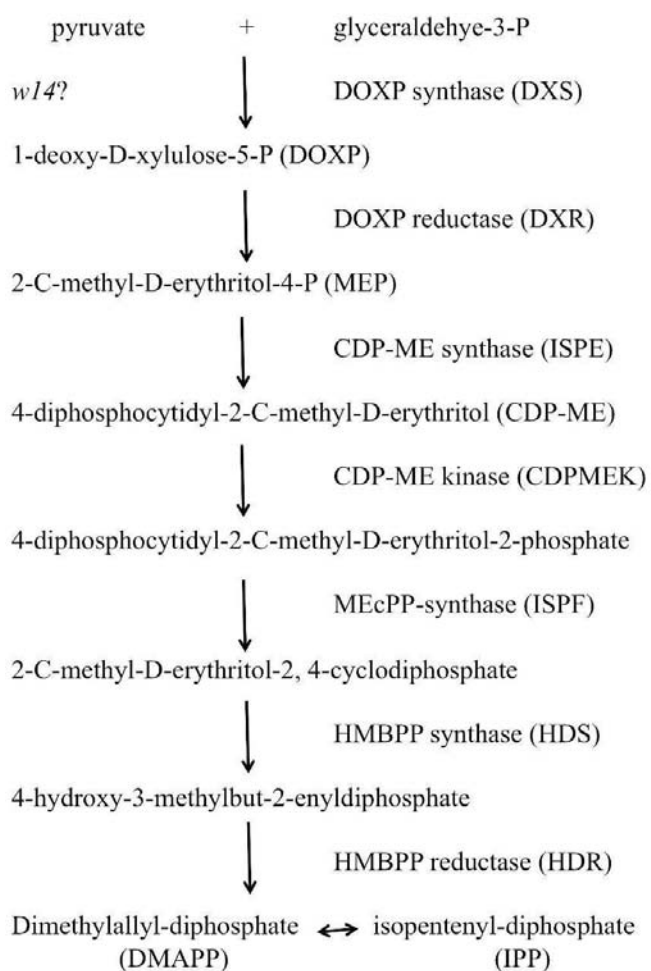 pyruvate + glyceraldehye-3-P
w14? DOXP synthase (DXS)
1-deoxy-D-xylulose-5-P (DOXP)
DOXP reductase (DXR)
2-C-methyl-D-erythritol-4-P (MEP)
CDP-ME synthase (ISPE)
4-diphosphocytidyl-2-C-methyl-D-erythritol (CDP-ME)
CDP-ME kinase (CDPMEK)
4-diphosphocytidyl-2-C-methyl-D-erythritol-2-phosphate
MEcPP-synthase (ISPF)
2-C-methyl-D-erythritol-2, 4-cyclodiphosphate
HMBPP synthase (HDS)
4-hydroxy-3-methylbut-2-enyldiphosphate
HMBPP reductase (HDR)
Dimethylallyl-diphosphate isopentenyl-diphosphate
(DMAPP) (IPP)